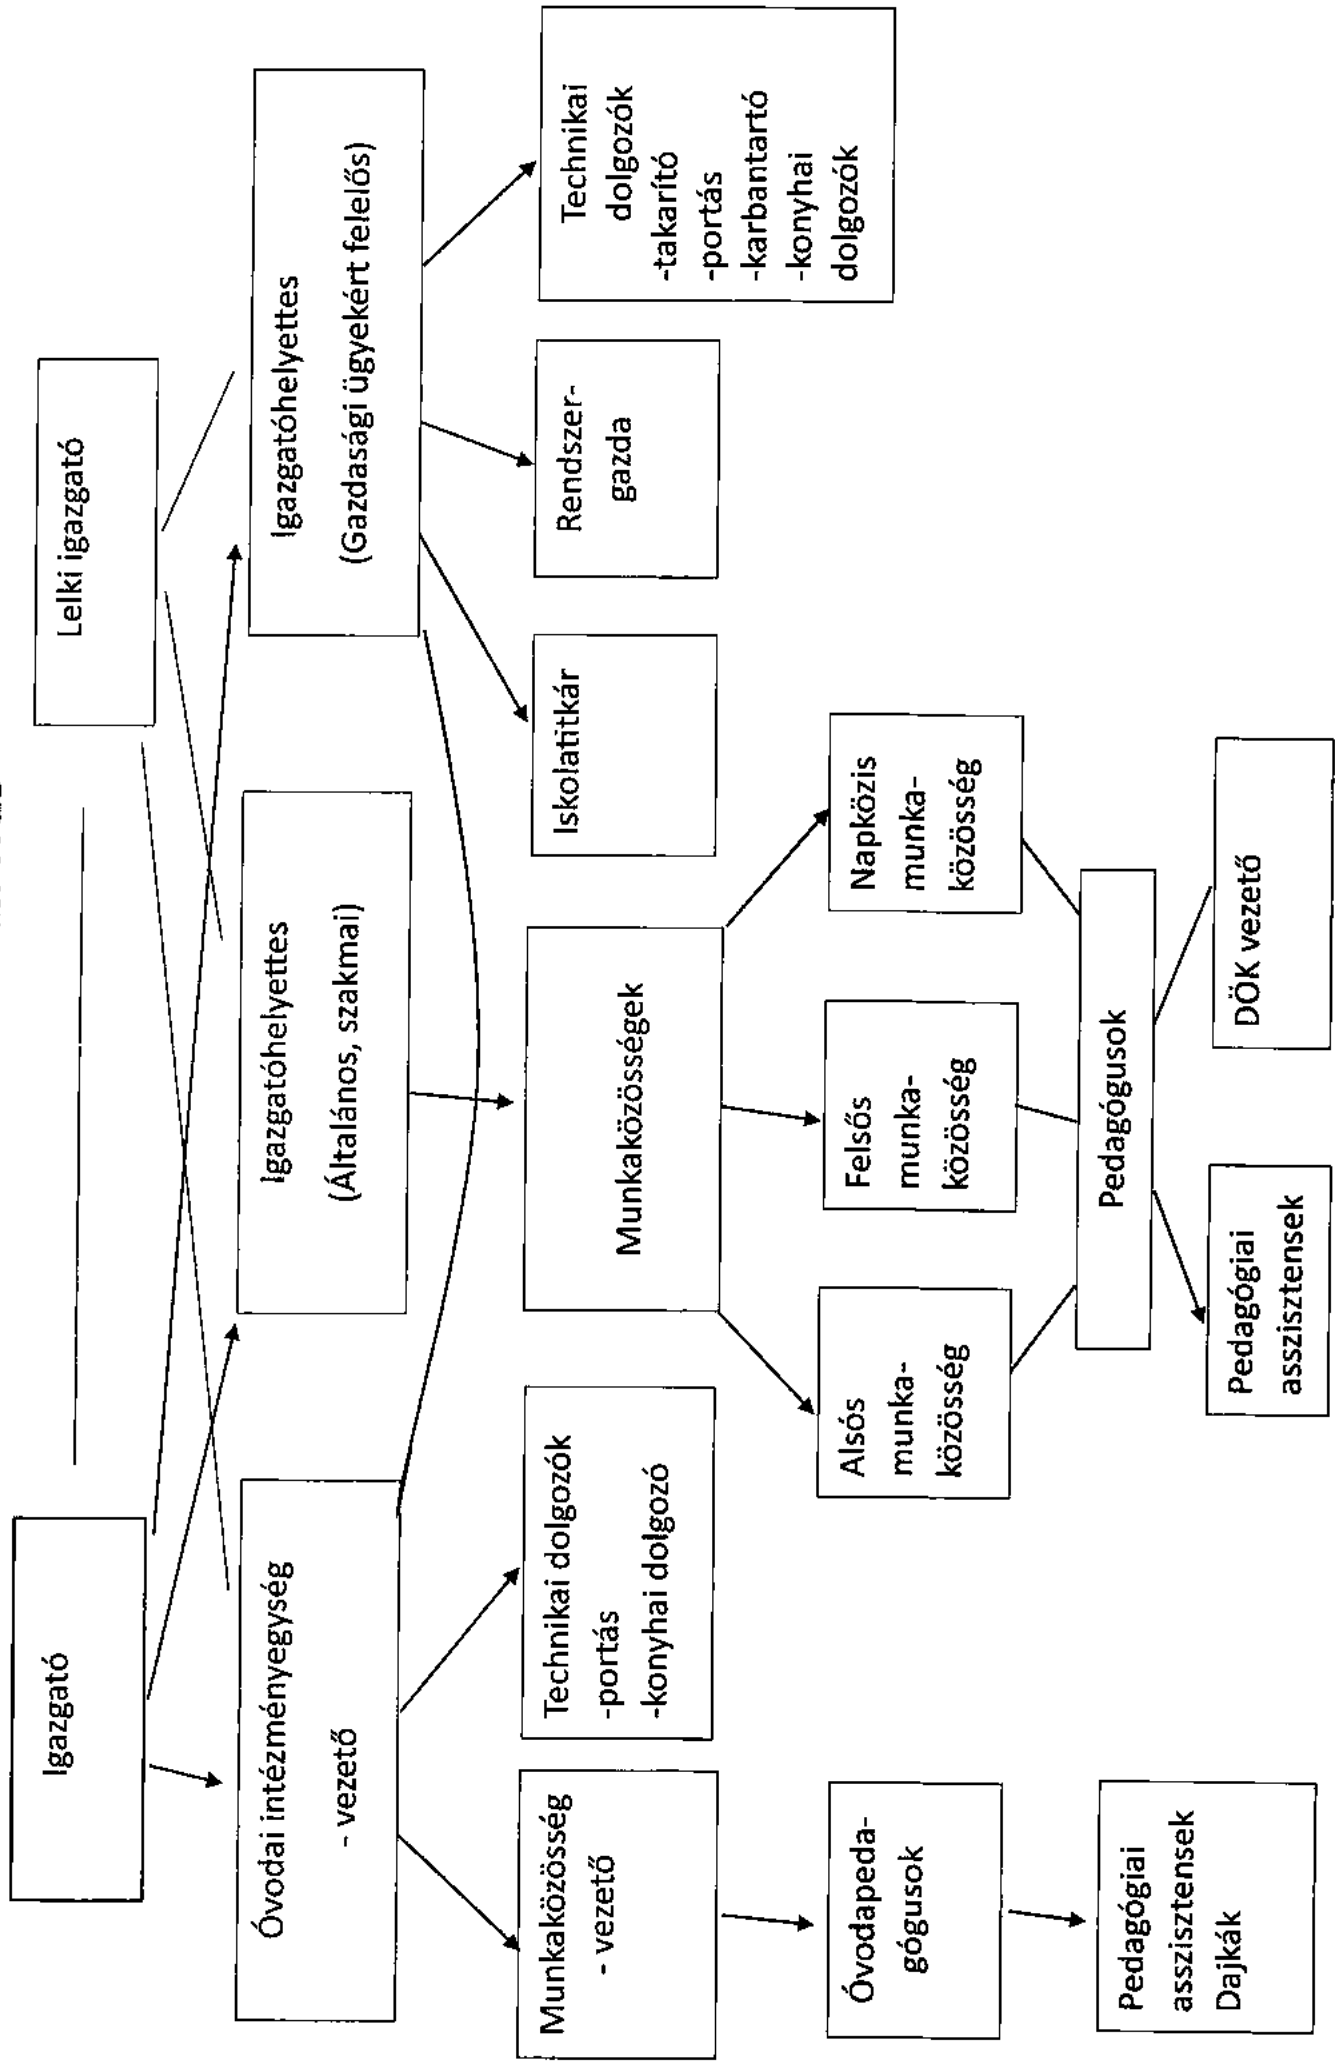 Igazgató
Lelki igazgató
Óvodai intézményegység
- vezető
Igazgatóhelyettes
(Általános, szakmai)
Igazgatóhelyettes
(Gazdasági ügyekért felelős)
Munkaközösség
- vezető
Technikai dolgozók
-portás
-konyhai dolgozó
Munkaközösségek
Iskolatitkár
Rendszer-
gazda
Technikai
dolgozók
-takarító
-portás
-karbantartó
-konyhai
dolgozók
Óvodapeda-
gógusok
Alsós
munka-
közösség
Felsős
munka-
közösség
Napközis
munka-
közösség
Pedagógusok
Pedagógiai
asszisztensek
Dajkák
Pedagógiai
asszisztensek
DÖK vezető